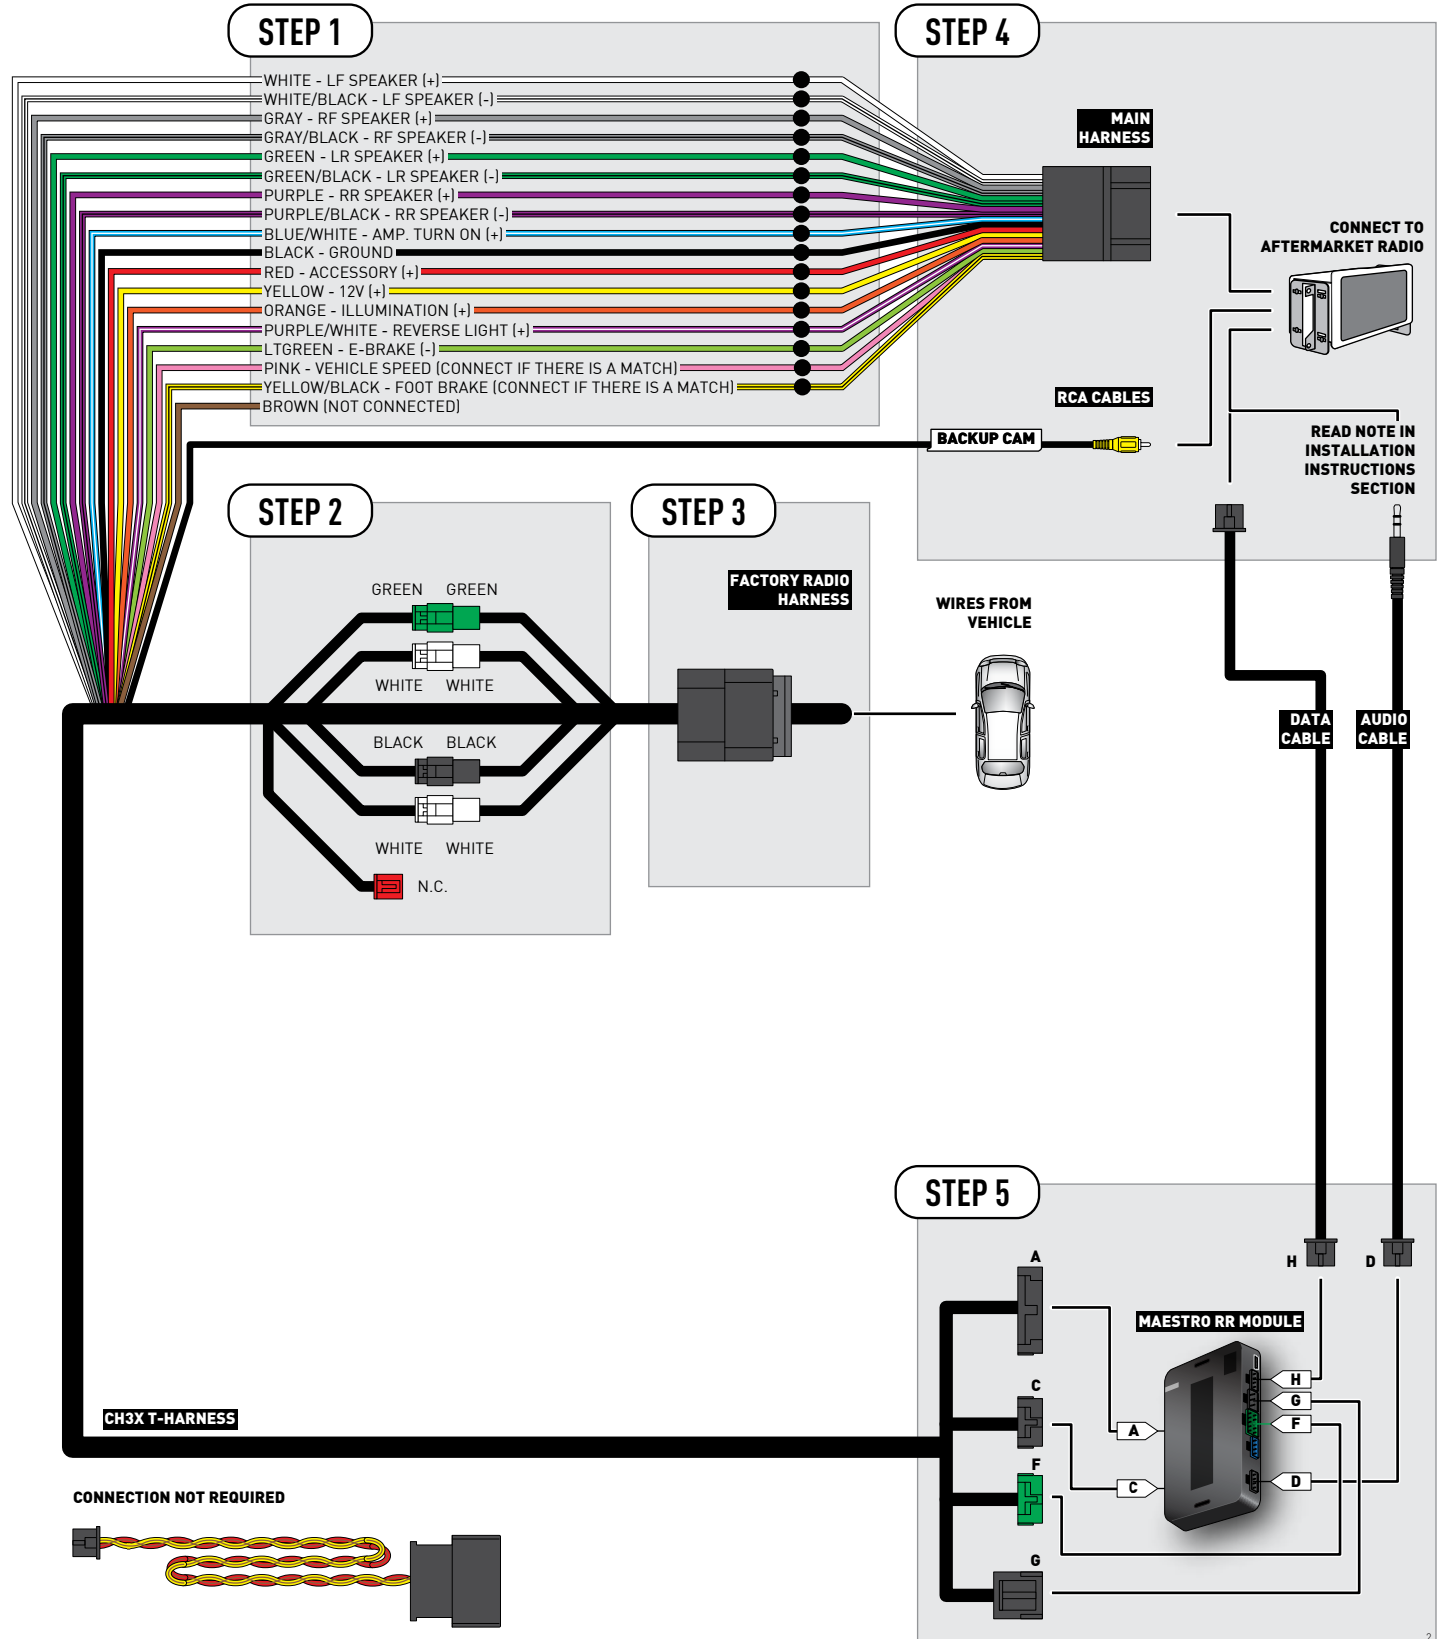 STEP 1
WHITE - LF SPEAKER (+)
WHITE/BLACK - LF SPEAKER (-)
GRAY - RF SPEAKER (+)
GRAY/BLACK - RF SPEAKER (-)
GREEN - LR SPEAKER (+)
GREEN/BLACK - LR SPEAKER (-)
PURPLE - RR SPEAKER (+)
PURPLE/BLACK - RR SPEAKER (-)
BLUE/WHITE - AMP. TURN ON (+)
BLACK - GROUND
RED - ACCESSORY (+)
YELLOW - 12V (+)
ORANGE - ILLUMINATION (+)
PURPLE/WHITE - REVERSE LIGHT (+)
LTGREEN - E-BRAKE (-)
PINK - VEHICLE SPEED (CONNECT IF THERE IS A MATCH)
YELLOW/BLACK - FOOT BRAKE (CONNECT IF THERE IS A MATCH)
BROWN (NOT CONNECTED)
STEP 4
MAIN
HARNESS
CONNECT TO
AFTERMARKET RADIO
RCA CABLES
BACKUP CAM
READ NOTE IN
INSTALLATION
INSTRUCTIONS
SECTION
STEP 2
GREEN GREEN
WHITE WHITE
BLACK BLACK
WHITE WHITE
N.C.
STEP 3
FACTORY RADIO
HARNESS
WIRES FROM
VEHICLE
DATA
CABLE
AUDIO
CABLE
STEP 5
H
D
A
C
F
G
MAESTRO RR MODULE
H
G
F
D
A
C
CH3X T-HARNESS
CONNECTION NOT REQUIRED
2